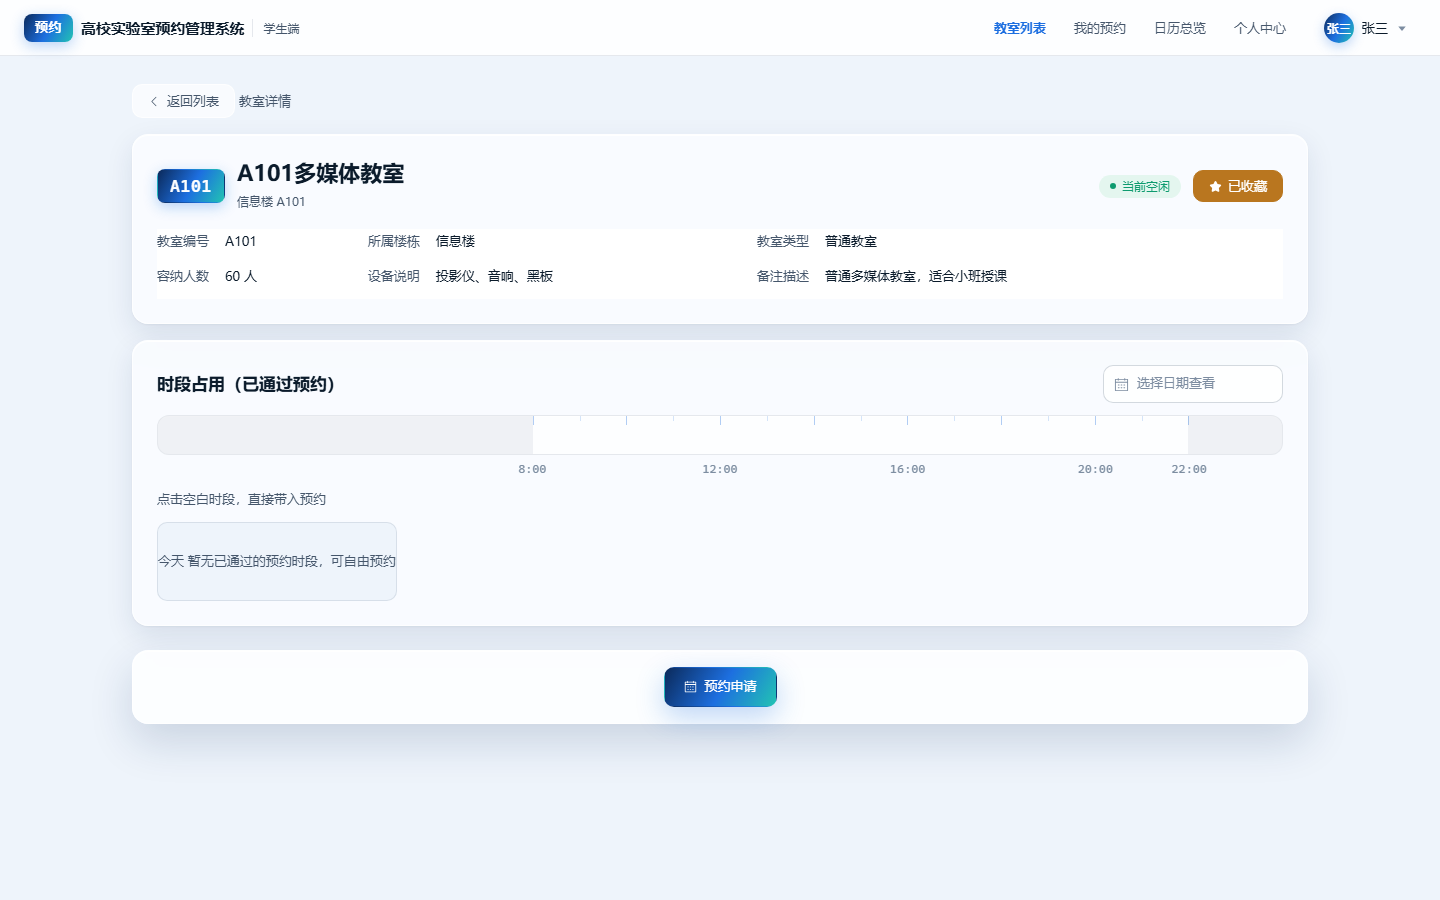 预约 高校实验室预约管理系统 学生端 教室列表 我的预约 日历总览 个人中心 张三 张三
返回列表 教室详情
A101 A101多媒体教室
信息楼 A101
当前空闲 已收藏
教室编号 A101 所属楼栋 信息楼 教室类型 普通教室
容纳人数 60 人 设备说明 投影仪、音响、黑板 备注描述 普通多媒体教室，适合小班授课
时段占用（已通过预约） 选择日期查看
8:00 12:00 16:00 20:00 22:00
点击空白时段，直接带入预约
今天 暂无已通过的预约时段，可自由预约
预约申请